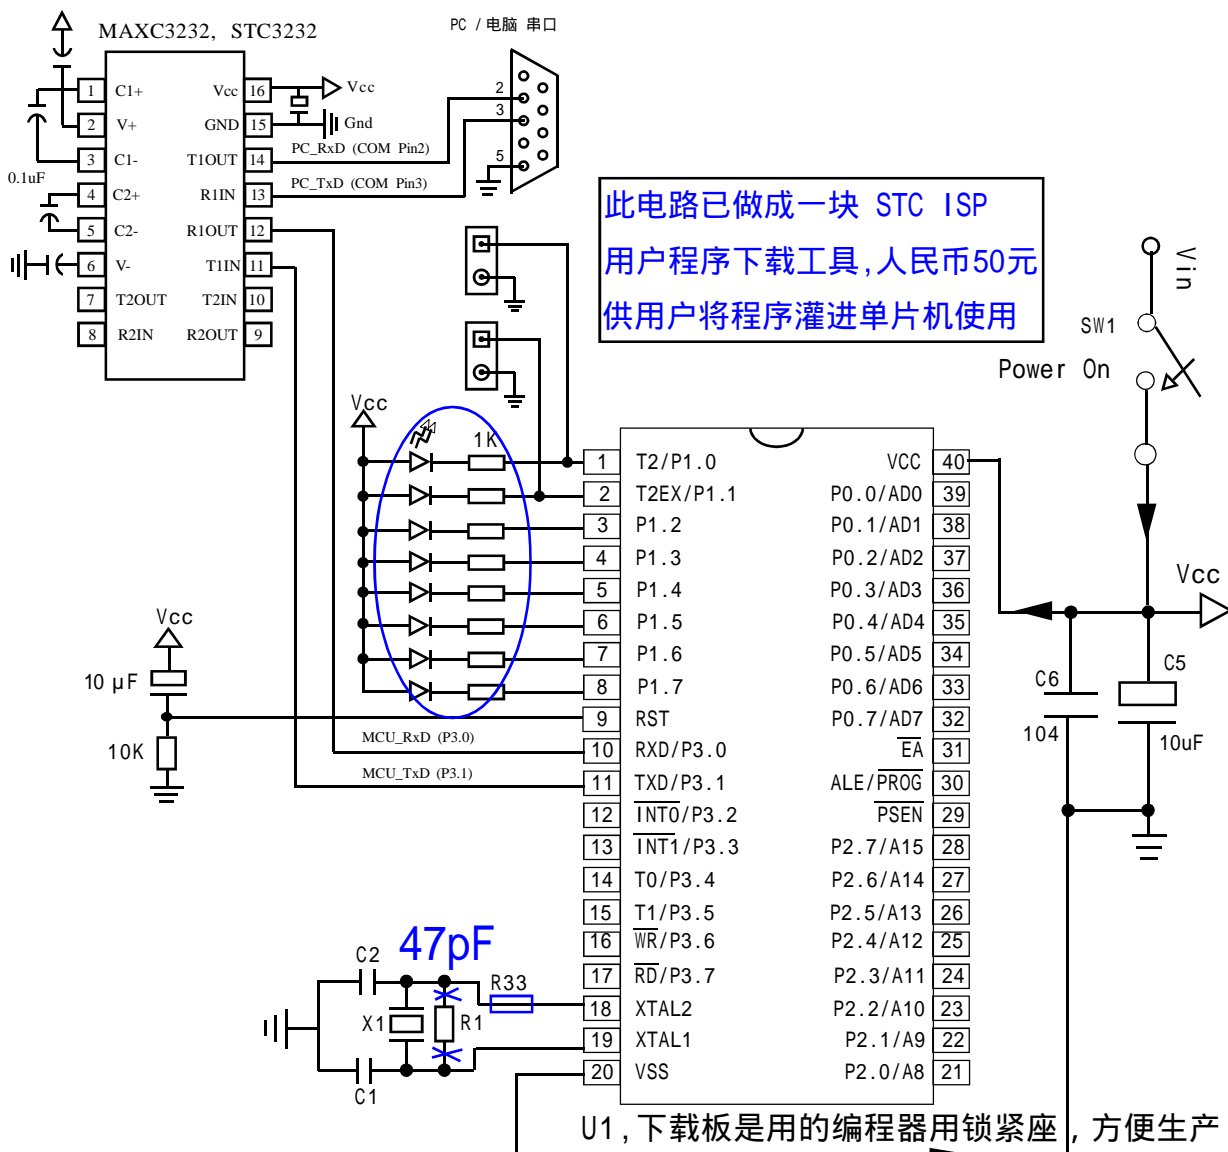 MAXC3232, STC3232
PC / 电脑 串口
1 C1+ Vcc 16 Vcc
2 V+ GND 15 Gnd
3 C1- T1OUT 14 PC_RxD (COM Pin2)
0.1uF
4 C2+ R1IN 13 PC_TxD (COM Pin3)
5 C2- R1OUT 12
6 V- T1IN 11
7 T2OUT T2IN 10
8 R2IN R2OUT 9
2
3
5
此电路已做成一块 STC ISP
用户程序下载工具,人民币50元
供用户将程序灌进单片机使用
Vin
SW1
Power On
Vcc
1K
1 T2/P1.0 VCC 40
2 T2EX/P1.1 P0.0/AD0 39
3 P1.2 P0.1/AD1 38
4 P1.3 P0.2/AD2 37
5 P1.4 P0.3/AD3 36
6 P1.5 P0.4/AD4 35
7 P1.6 P0.5/AD5 34
8 P1.7 P0.6/AD6 33
9 RST P0.7/AD7 32
10 RXD/P3.0 EA 31
11 TXD/P3.1 ALE/PROG 30
12 INT0/P3.2 PSEN 29
13 INT1/P3.3 P2.7/A15 28
14 T0/P3.4 P2.6/A14 27
15 T1/P3.5 P2.5/A13 26
16 WR/P3.6 P2.4/A12 25
17 RD/P3.7 P2.3/A11 24
18 XTAL2 P2.2/A10 23
19 XTAL1 P2.1/A9 22
20 VSS P2.0/A8 21
Vcc
10 μF
10K
MCU_RxD (P3.0)
MCU_TxD (P3.1)
Vcc
C6
104
C5
10uF
47pF
C2
R33
X1
R1
C1
U1,下载板是用的编程器用锁紧座，方便生产